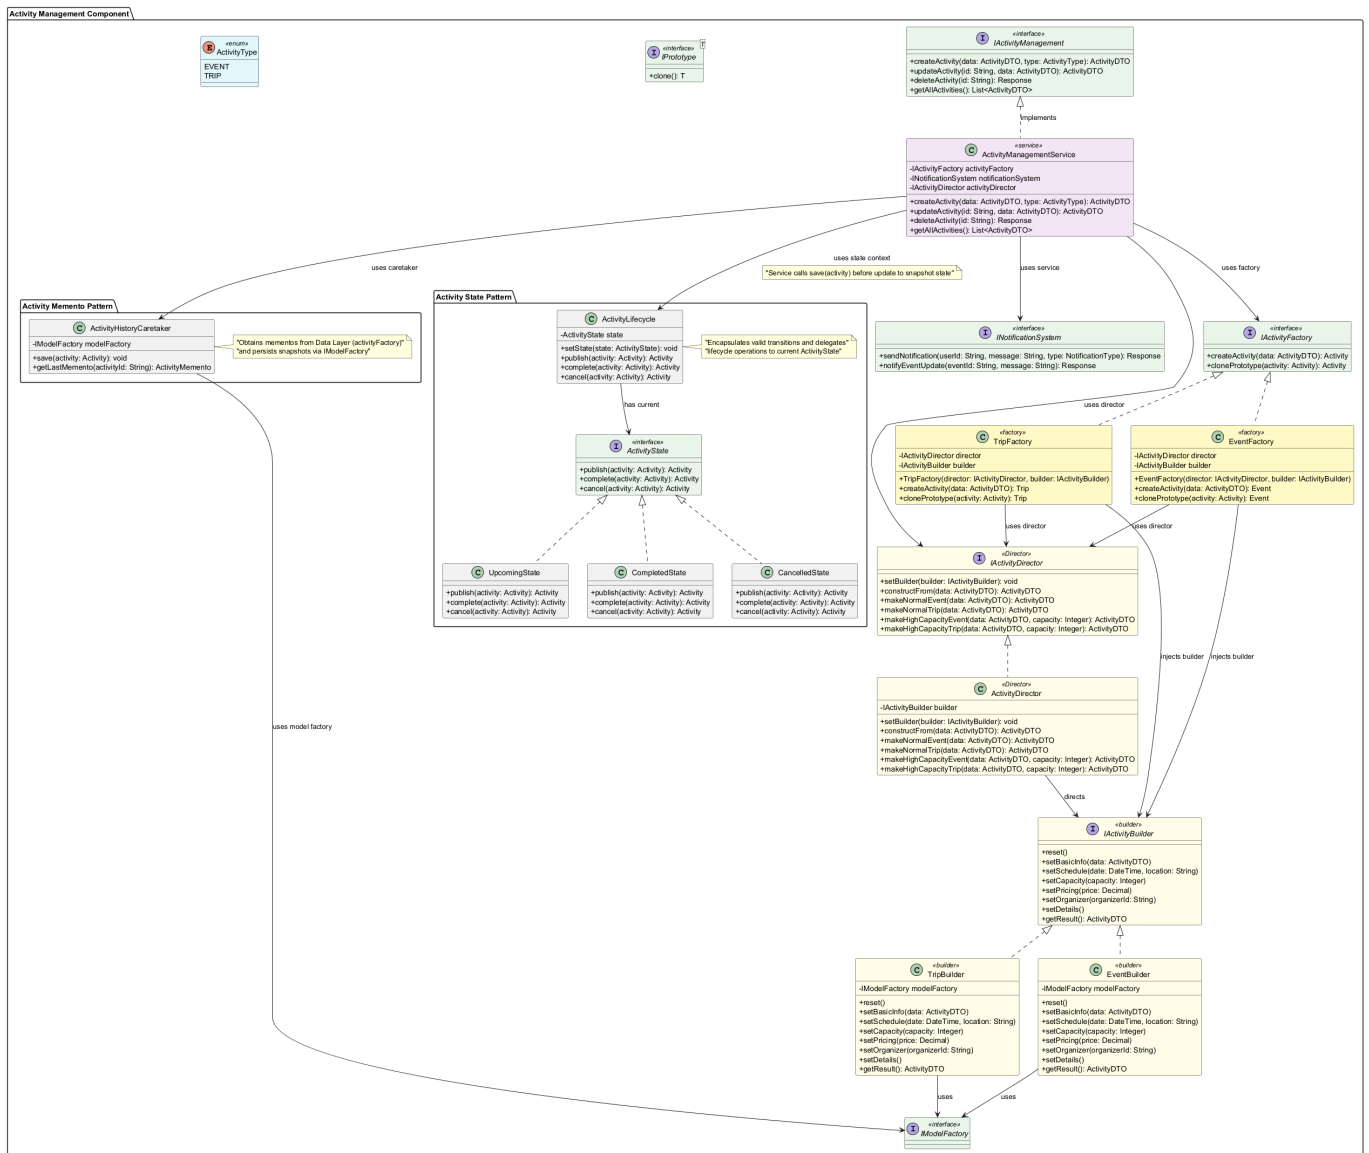 Activity Management Component
«enum»
E
ActivityType
EVENT
TRIP
T
«interface»
I
IPrototype
+clone(): T
«interface»
I
IActivityManagement
+createActivity(data: ActivityDTO, type: ActivityType): ActivityDTO
+updateActivity(id: String, data: ActivityDTO): ActivityDTO
+deleteActivity(id: String): Response
+getAllActivities(): List<ActivityDTO>
implements
«service»
C
ActivityManagementService
-IActivityFactory activityFactory
-INotificationSystem notificationSystem
-IActivityDirector activityDirector
+createActivity(data: ActivityDTO, type: ActivityType): ActivityDTO
+updateActivity(id: String, data: ActivityDTO): ActivityDTO
+deleteActivity(id: String): Response
+getAllActivities(): List<ActivityDTO>
uses caretaker
uses state context
"Service calls save(activity) before update to snapshot state"
uses service
uses factory
Activity Memento Pattern
C
ActivityHistoryCaretaker
-IModelFactory modelFactory
+save(activity: Activity): void
+getLastMemento(activityId: String): ActivityMemento
"Obtains mementos from Data Layer (activityFactory)"
"and persists snapshots via IModelFactory"
Activity State Pattern
C
ActivityLifecycle
-ActivityState state
+setState(state: ActivityState): void
+publish(activity: Activity): Activity
+complete(activity: Activity): Activity
+cancel(activity: Activity): Activity
"Encapsulates valid transitions and delegates"
"lifecycle operations to current ActivityState"
has current
«interface»
I
ActivityState
+publish(activity: Activity): Activity
+complete(activity: Activity): Activity
+cancel(activity: Activity): Activity
C
UpcomingState
+publish(activity: Activity): Activity
+complete(activity: Activity): Activity
+cancel(activity: Activity): Activity
C
CompletedState
+publish(activity: Activity): Activity
+complete(activity: Activity): Activity
+cancel(activity: Activity): Activity
C
CancelledState
+publish(activity: Activity): Activity
+complete(activity: Activity): Activity
+cancel(activity: Activity): Activity
«interface»
I
INotificationSystem
+sendNotification(userId: String, message: String, type: NotificationType): Response
+notifyEventUpdate(eventId: String, message: String): Response
«interface»
I
IActivityFactory
+createActivity(data: ActivityDTO): Activity
+clonePrototype(activity: Activity): Activity
uses director
«factory»
C
TripFactory
-IActivityDirector director
-IActivityBuilder builder
+TripFactory(director: IActivityDirector, builder: IActivityBuilder)
+createActivity(data: ActivityDTO): Trip
+clonePrototype(activity: Activity): Trip
«factory»
C
EventFactory
-IActivityDirector director
-IActivityBuilder builder
+EventFactory(director: IActivityDirector, builder: IActivityBuilder)
+createActivity(data: ActivityDTO): Event
+clonePrototype(activity: Activity): Event
uses director
uses director
«Director»
I
IActivityDirector
+setBuilder(builder: IActivityBuilder): void
+constructFrom(data: ActivityDTO): ActivityDTO
+makeNormalEvent(data: ActivityDTO): ActivityDTO
+makeNormalTrip(data: ActivityDTO): ActivityDTO
+makeHighCapacityEvent(data: ActivityDTO, capacity: Integer): ActivityDTO
+makeHighCapacityTrip(data: ActivityDTO, capacity: Integer): ActivityDTO
injects builder
injects builder
«Director»
C
ActivityDirector
-IActivityBuilder builder
+setBuilder(builder: IActivityBuilder): void
+constructFrom(data: ActivityDTO): ActivityDTO
+makeNormalEvent(data: ActivityDTO): ActivityDTO
+makeNormalTrip(data: ActivityDTO): ActivityDTO
+makeHighCapacityEvent(data: ActivityDTO, capacity: Integer): ActivityDTO
+makeHighCapacityTrip(data: ActivityDTO, capacity: Integer): ActivityDTO
uses model factory
directs
«builder»
I
IActivityBuilder
+reset()
+setBasicInfo(data: ActivityDTO)
+setSchedule(date: DateTime, location: String)
+setCapacity(capacity: Integer)
+setPricing(price: Decimal)
+setOrganizer(organizerId: String)
+setDetails()
+getResult(): ActivityDTO
«builder»
C
TripBuilder
-IModelFactory modelFactory
+reset()
+setBasicInfo(data: ActivityDTO)
+setSchedule(date: DateTime, location: String)
+setCapacity(capacity: Integer)
+setPricing(price: Decimal)
+setOrganizer(organizerId: String)
+setDetails()
+getResult(): ActivityDTO
«builder»
C
EventBuilder
-IModelFactory modelFactory
+reset()
+setBasicInfo(data: ActivityDTO)
+setSchedule(date: DateTime, location: String)
+setCapacity(capacity: Integer)
+setPricing(price: Decimal)
+setOrganizer(organizerId: String)
+setDetails()
+getResult(): ActivityDTO
uses
uses
«interface»
I
IModelFactory